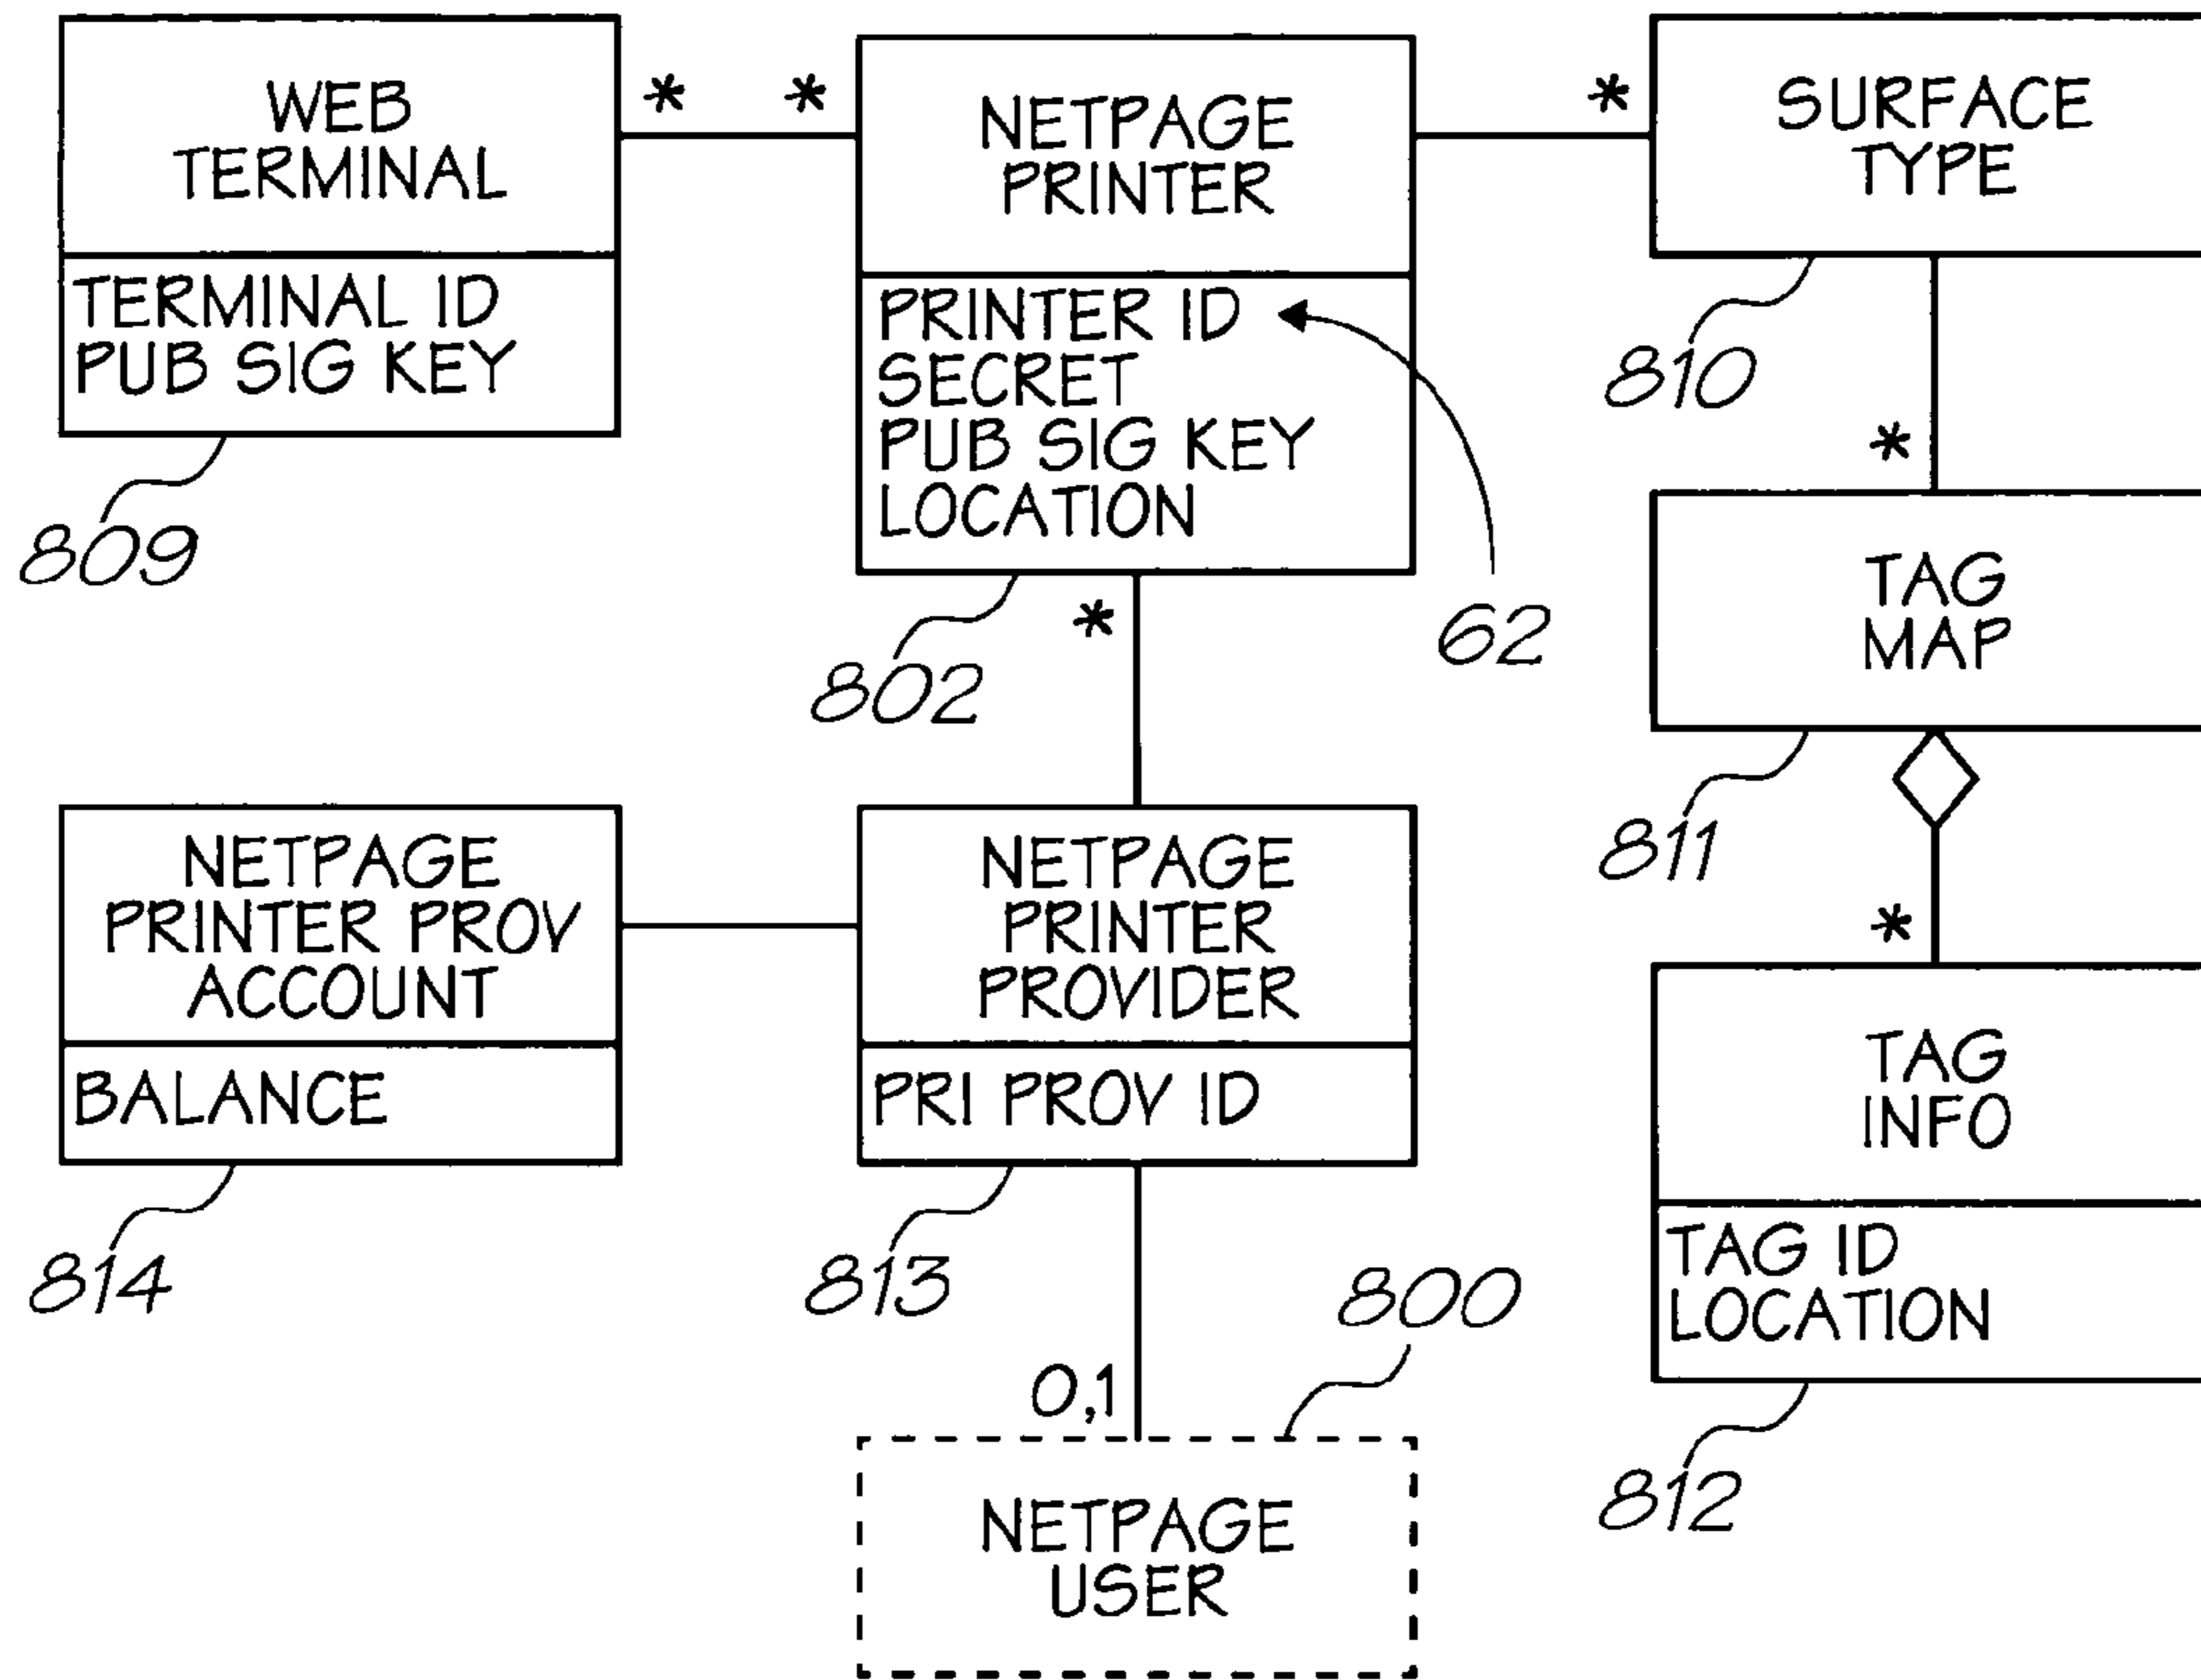 WEB
TERMINAL
TERMINAL ID
PUB SIG KEY
809
*
*
NETPAGE
PRINTER
PRINTER ID
SECRET
PUB SIG KEY
LOCATION
802
62
*
*
SURFACE
TYPE
810
*
TAG
MAP
811
*
TAG
INFO
TAG ID
LOCATION
812
NETPAGE
PRINTER PROV
ACCOUNT
BALANCE
814
NETPAGE
PRINTER
PROVIDER
PRI PROV ID
813
800
0,1
NETPAGE
USER